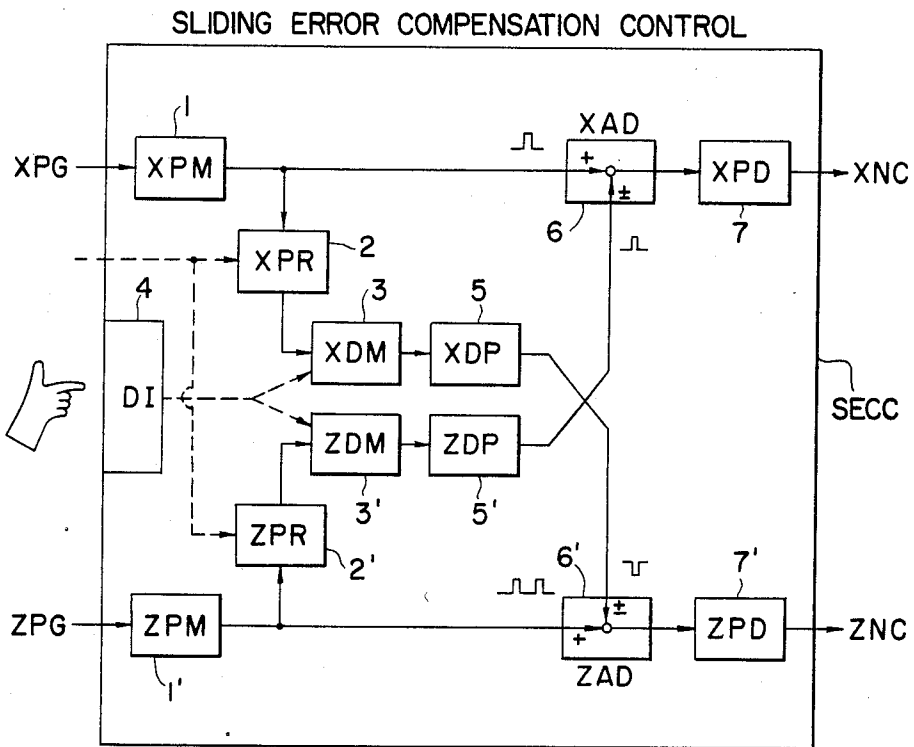 SLIDING ERROR COMPENSATION CONTROL
1
XAD
XPG
XPM
+
±
XPD
XNC
6
7
2
XPR
4
3
5
XDM
XDP
DI
SECC
ZDM
ZDP
3'
5'
ZPR
2'
6'
7'
±
ZPG
ZPM
+
ZPD
ZNC
1'
ZAD